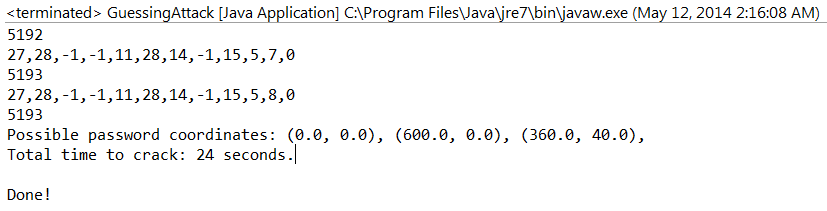 <terminated> GuessingAttack [Java Application] C:\Program Files\Java\jre7\bin\javaw.exe (May 12, 2014 2:16:08 AM)
5192
27,28,-1,-1,11,28,14,-1,15,5,7,0
5193
27,28,-1,-1,11,28,14,-1,15,5,8,0
5193
Possible password coordinates: (0.0, 0.0), (600.0, 0.0), (360.0, 40.0),
Total time to crack: 24 seconds.
Done!